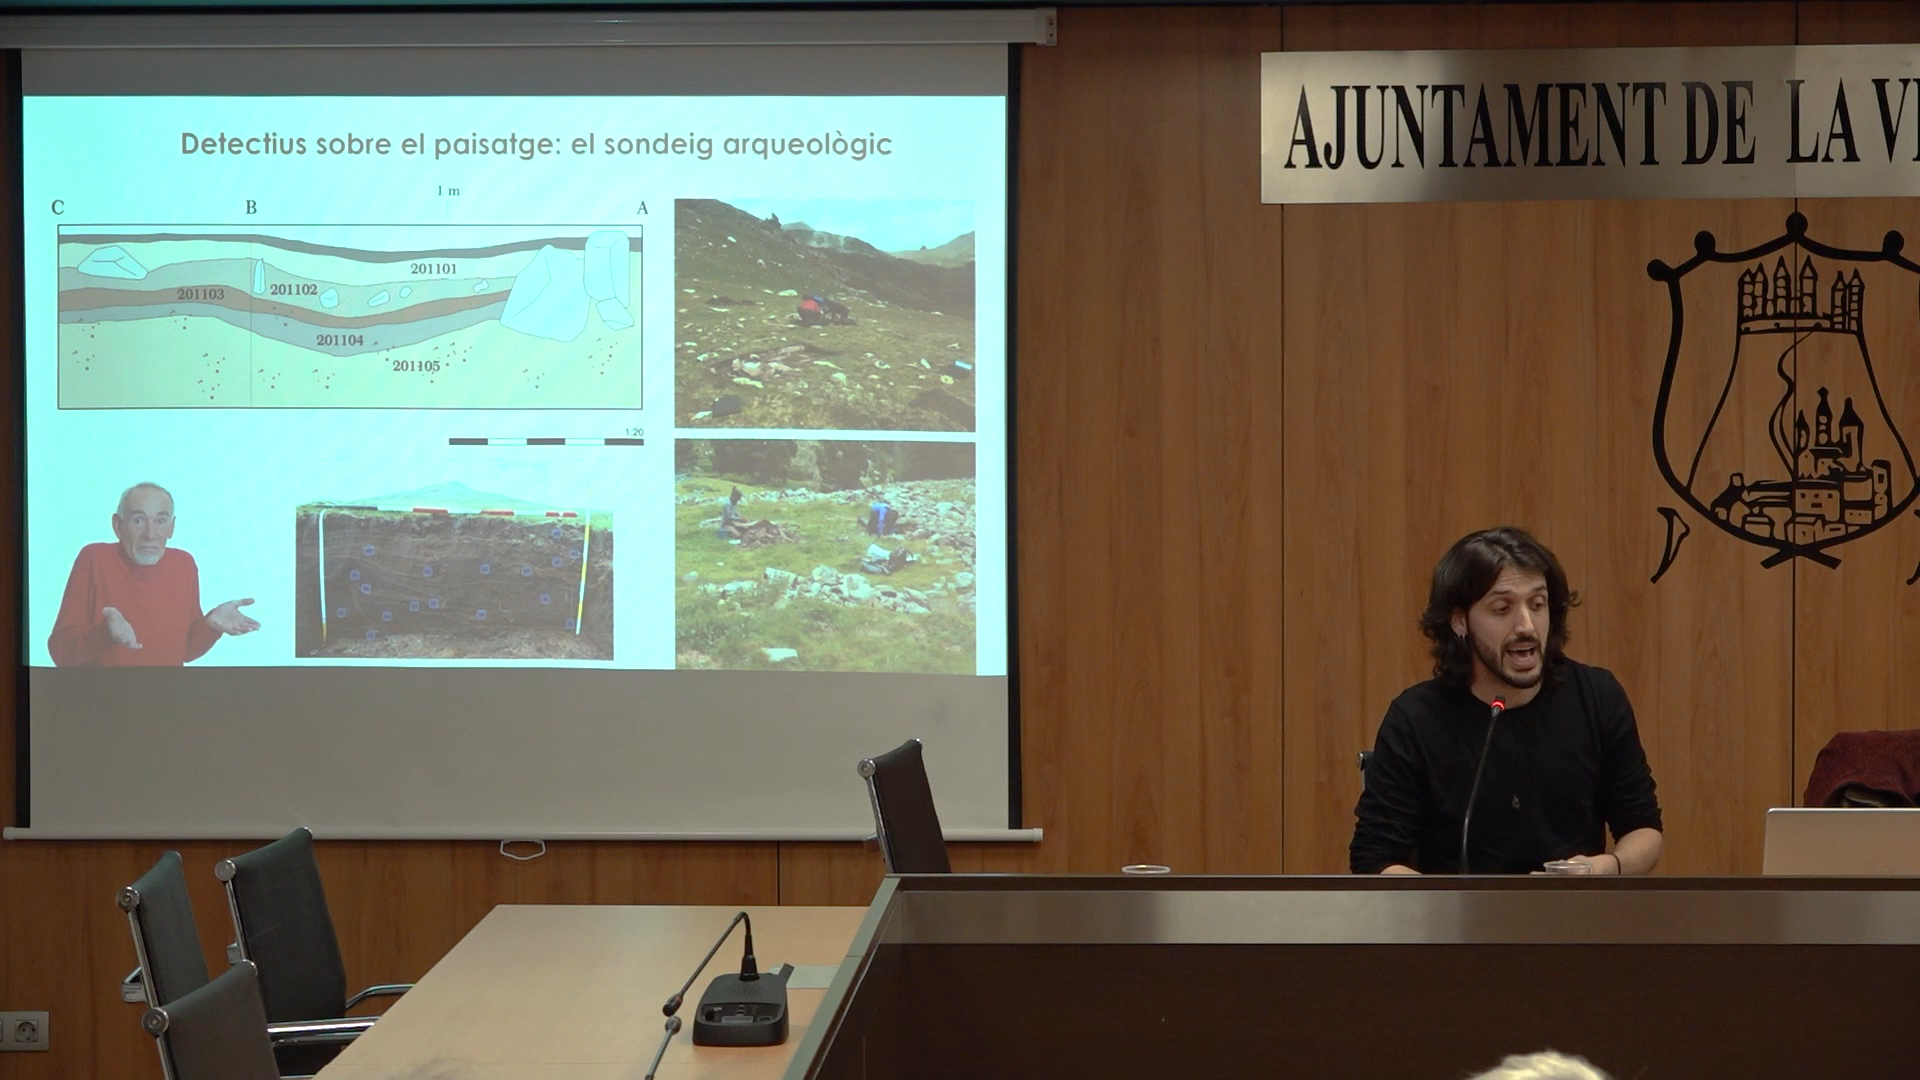 Detectius sobre el paisatge: el sondeig arqueològic
1 m
C B A
201101
201102
201103
201104
201105
1:20
AJUNTAMENT DE LA